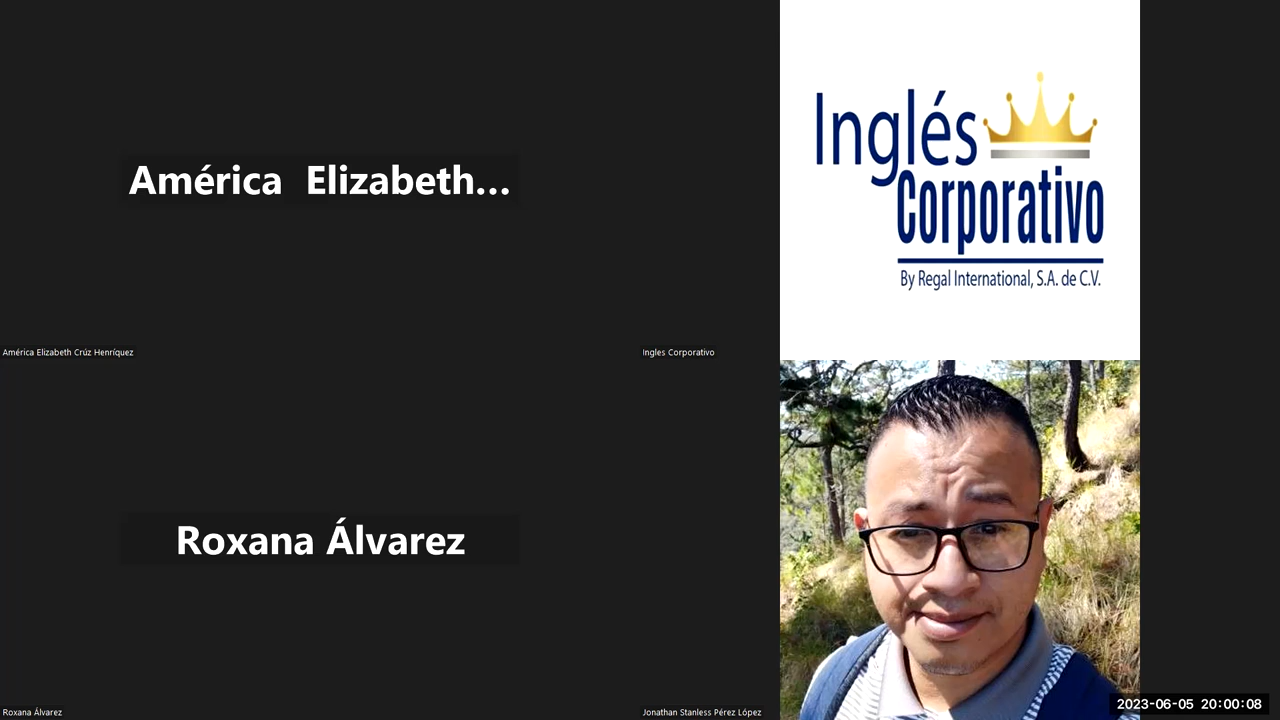 América  Elizabeth...
América Elizabeth Crúz Henríquez
Inglés
Corporativo
By Regal International, S.A. de C.V.
Ingles Corporativo
Roxana Álvarez
Roxana Álvarez
Jonathan Stanless Pérez López
2023-06-05 20:00:08